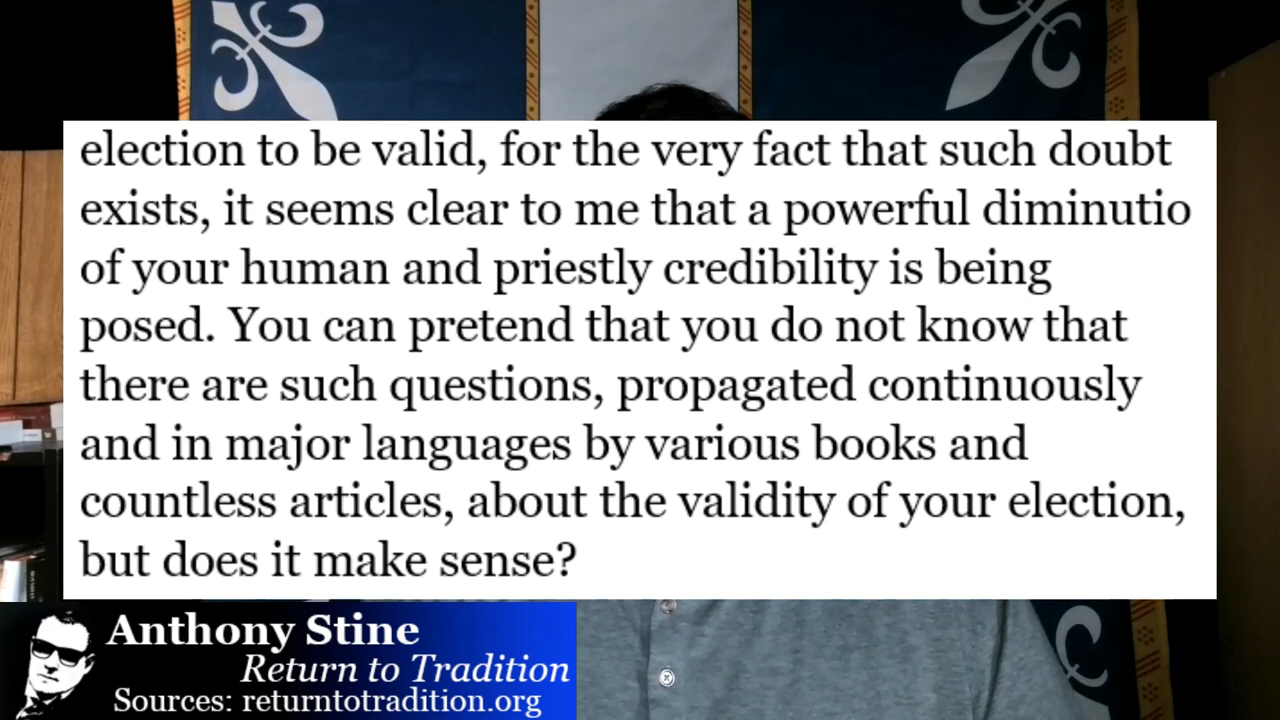 election to be valid, for the very fact that such doubt
exists, it seems clear to me that a powerful diminutio
of your human and priestly credibility is being
posed. You can pretend that you do not know that
there are such questions, propagated continuously
and in major languages by various books and
countless articles, about the validity of your election,
but does it make sense?
Anthony Stine
Return to Tradition
Sources: returntotradition.org